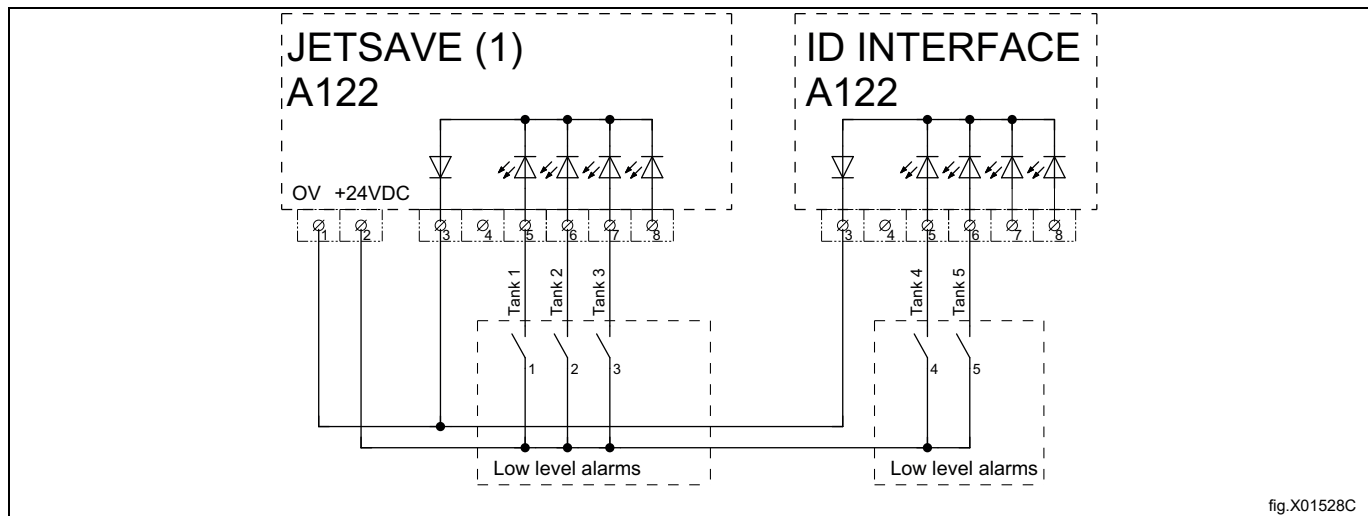 JETSAVE (1)
A122
ID INTERFACE
A122
OV +24VDC
1 2 3 4 5 6 7 8
3 4 5 6 7 8
Tank 1
Tank 2
Tank 3
Tank 4
Tank 5
1 2 3
4 5
Low level alarms
Low level alarms
fig.X01528C